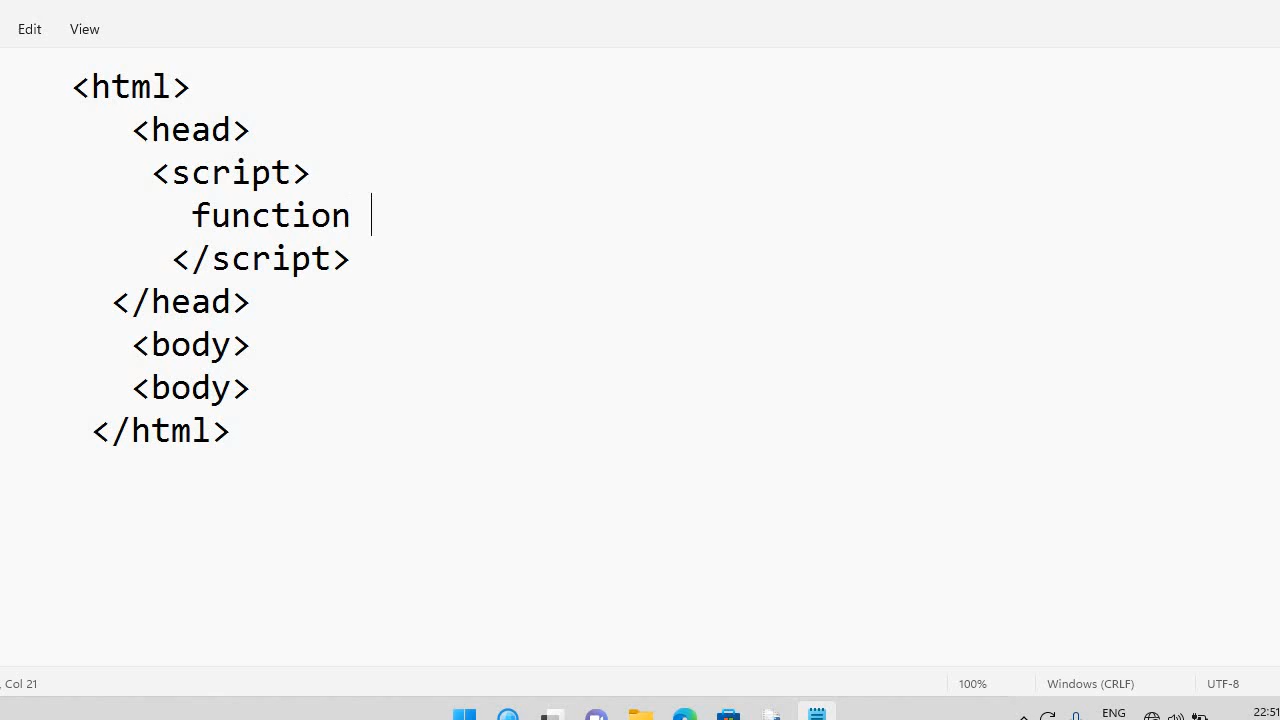 Edit View
<html>
<head>
<script>
function
</script>
</head>
<body>
<body>
</html>
, Col 21 100% Windows (CRLF) UTF-8
ENG 22:51